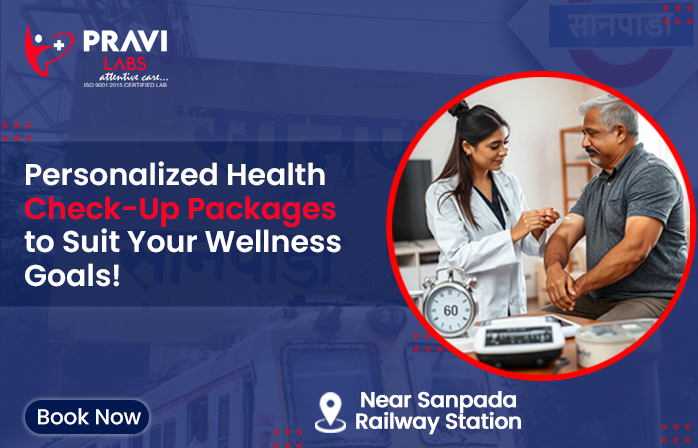 सानपाडा
PRAVI
LABS
attentive care...
ISO 9001:2015 CERTIFIED LAB
Personalized Health
Check-Up Packages
to Suit Your Wellness
Goals!
60
Near Sanpada
Railway Station
Book Now